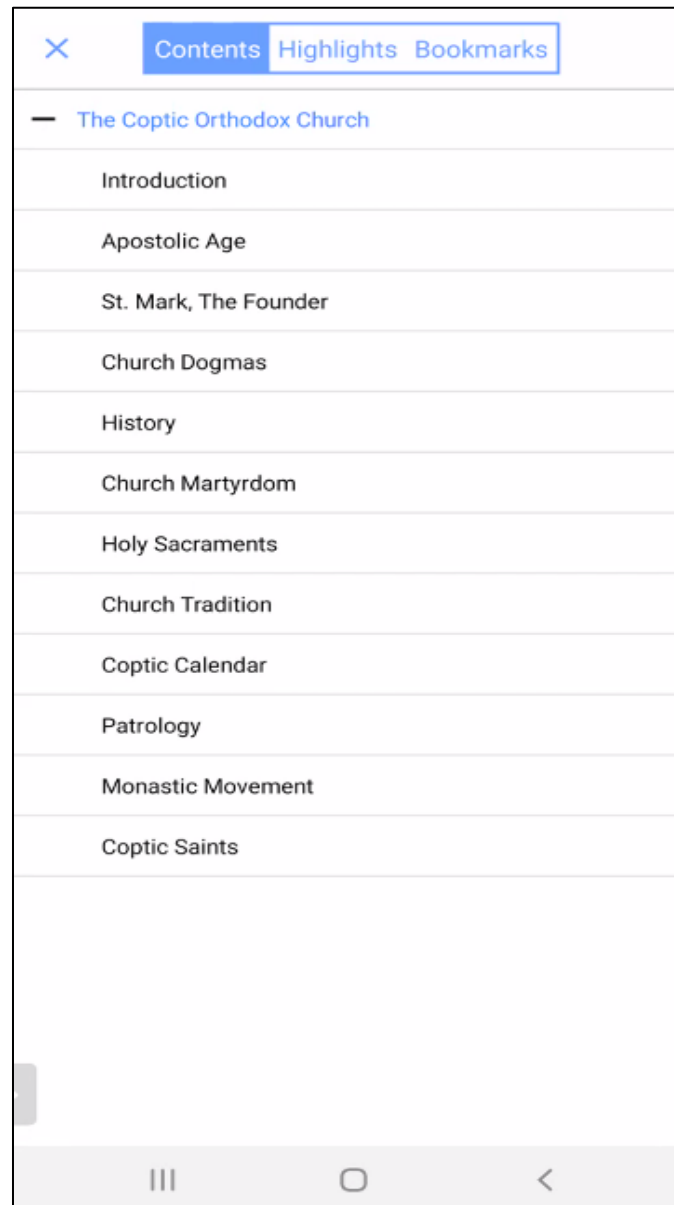 Contents Highlights Bookmarks
The Coptic Orthodox Church
Introduction
Apostolic Age
St. Mark, The Founder
Church Dogmas
History
Church Martyrdom
Holy Sacraments
Church Tradition
Coptic Calendar
Patrology
Monastic Movement
Coptic Saints